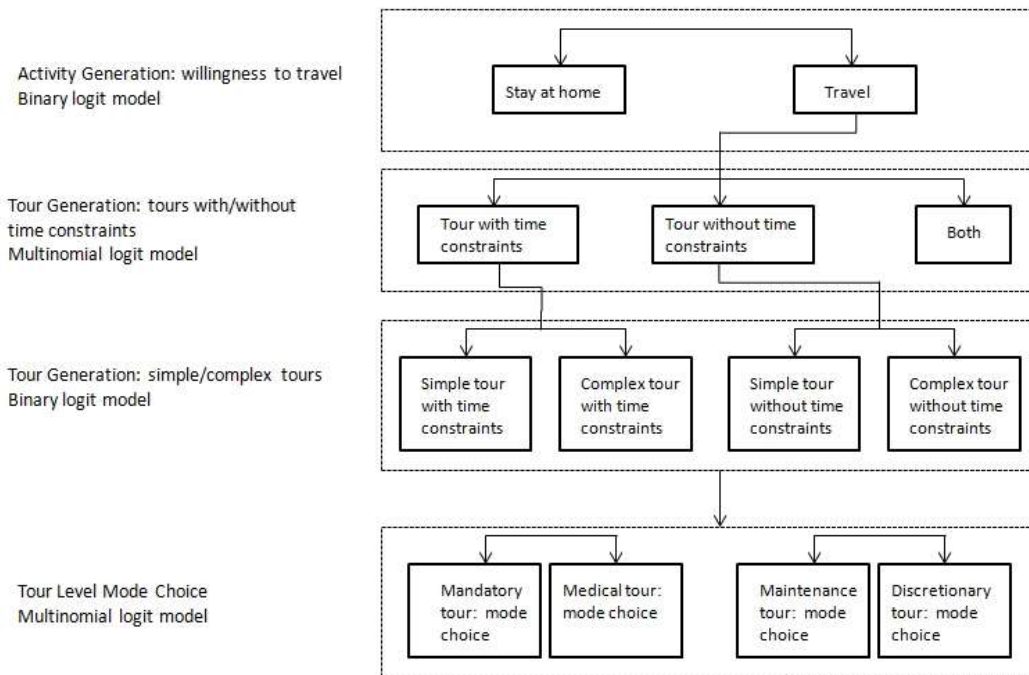 Activity Generation: willingness to travel
Binary logit model
Stay at home
Travel
Tour Generation: tours with/without
time constraints
Multinomial logit model
Tour with time
constraints
Tour without time
constraints
Both
Tour Generation: simple/complex tours
Binary logit model
Simple tour
with time
constraints
Complex tour
with time
constraints
Simple tour
without time
constraints
Complex tour
without time
constraints
Tour Level Mode Choice
Multinomial logit model
Mandatory
tour: mode
choice
Medical tour:
mode choice
Maintenance
tour: mode
choice
Discretionary
tour: mode
choice